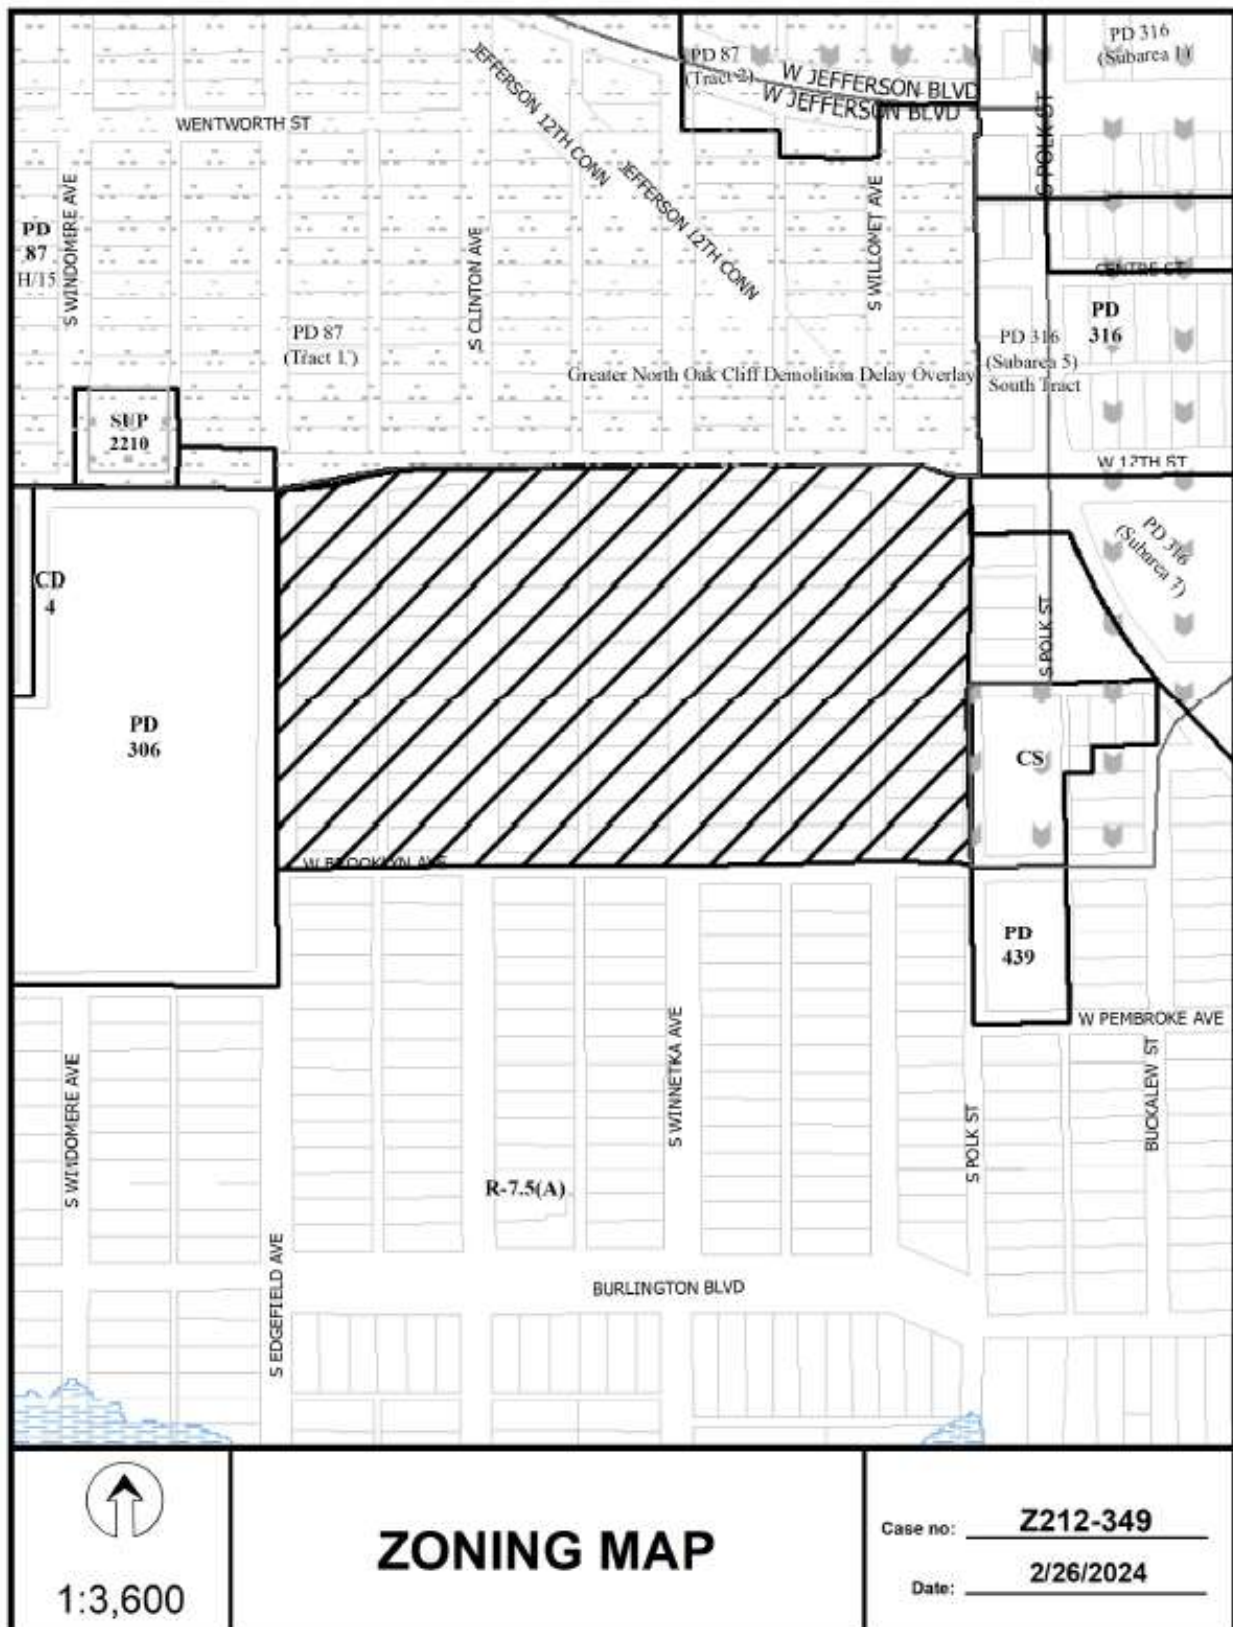 PD 316
(Subarea 1)
PD 87
(Tract 2)
W JEFFERSON BLVD
W JEFFERSON BLVD
JEFFERSON 12TH CONN
JEFFERSON 12TH CONN
WENTWORTH ST
S POLK ST
S WINDOMERE AVE
PD
87
H/15
S CLINTON AVE
S WILLOMET AVE
CENTRE ST
PD
316
PD 87
(Tract 1)
PD 316
(Subarea 5)
South Tract
Greater North Oak Cliff Demolition Delay Overlay
SUP
2210
W 12TH ST
PD 316
(Subarea 7)
CD
4
S POLK ST
PD
306
CS
W BROOKLYN AVE
PD
439
W PEMBROKE AVE
S WINDOMERE AVE
S WINNETKA AVE
S POLK ST
BUCKALEW ST
R-7.5(A)
S EDGEFIELD AVE
BURLINGTON BLVD
1:3,600
ZONING MAP
Case no: Z212-349
Date: 2/26/2024